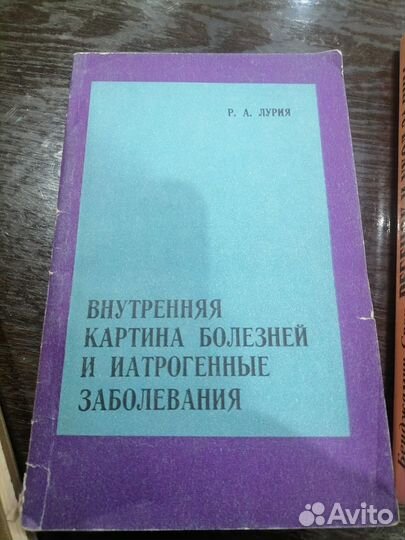 Р. А. ЛУРИЯ
ВНУТРЕННЯЯ
КАРТИНА БОЛЕЗНЕЙ
И ИАТРОГЕННЫЕ
ЗАБОЛЕВАНИЯ
Avito